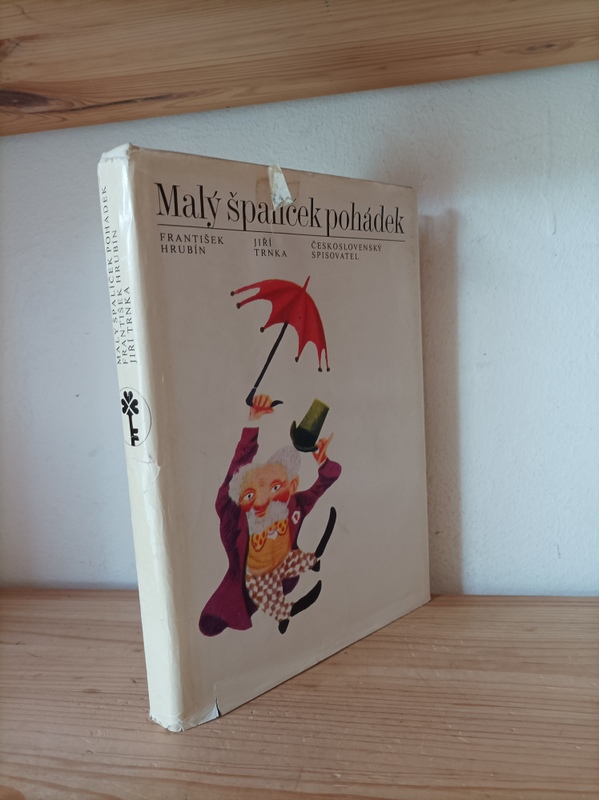 Malý špalíček pohádek
FRANTIŠEK
HRUBÍN
JIŘÍ
TRNKA
ČESKOSLOVENSKÝ
SPISOVATEL
MALÝ ŠPALÍČEK POHÁDEK
FRANTIŠEK HRUBÍN
JIŘÍ TRNKA